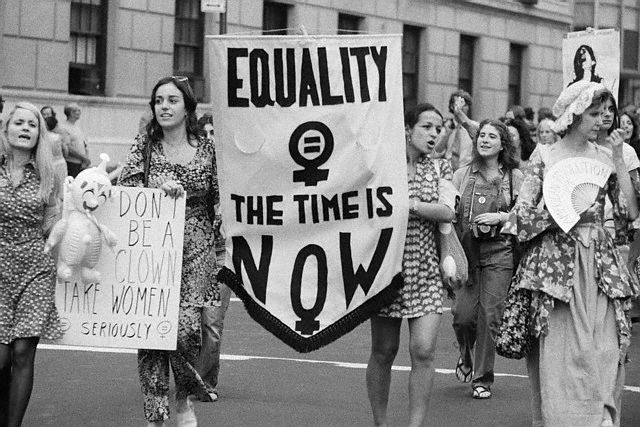 EQUALITY
THE TIME IS
NOW
DON'T
BE A
CLOWN
TAKE WOMEN
SERIOUSLY